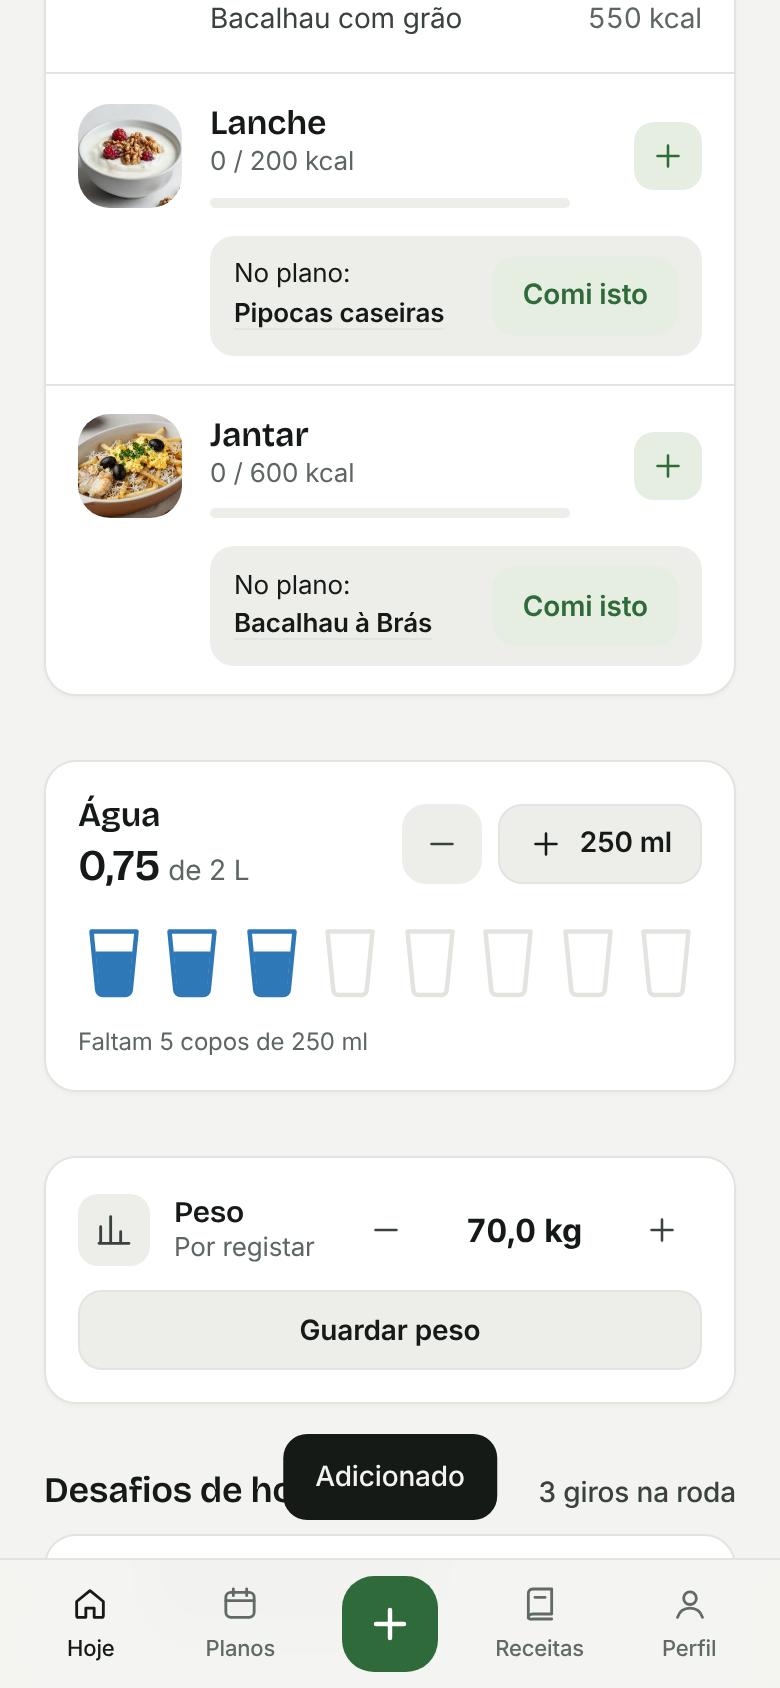 Bacalhau com grão 550 kcal
Lanche
0 / 200 kcal
No plano:
Pipocas caseiras
Comi isto
Jantar
0 / 600 kcal
No plano:
Bacalhau à Brás
Comi isto
Água
0,75 de 2 L
250 ml
Faltam 5 copos de 250 ml
Peso
Por registar
70,0 kg
Guardar peso
Desafios de ho
Adicionado
3 giros na roda
Hoje
Planos
Receitas
Perfil